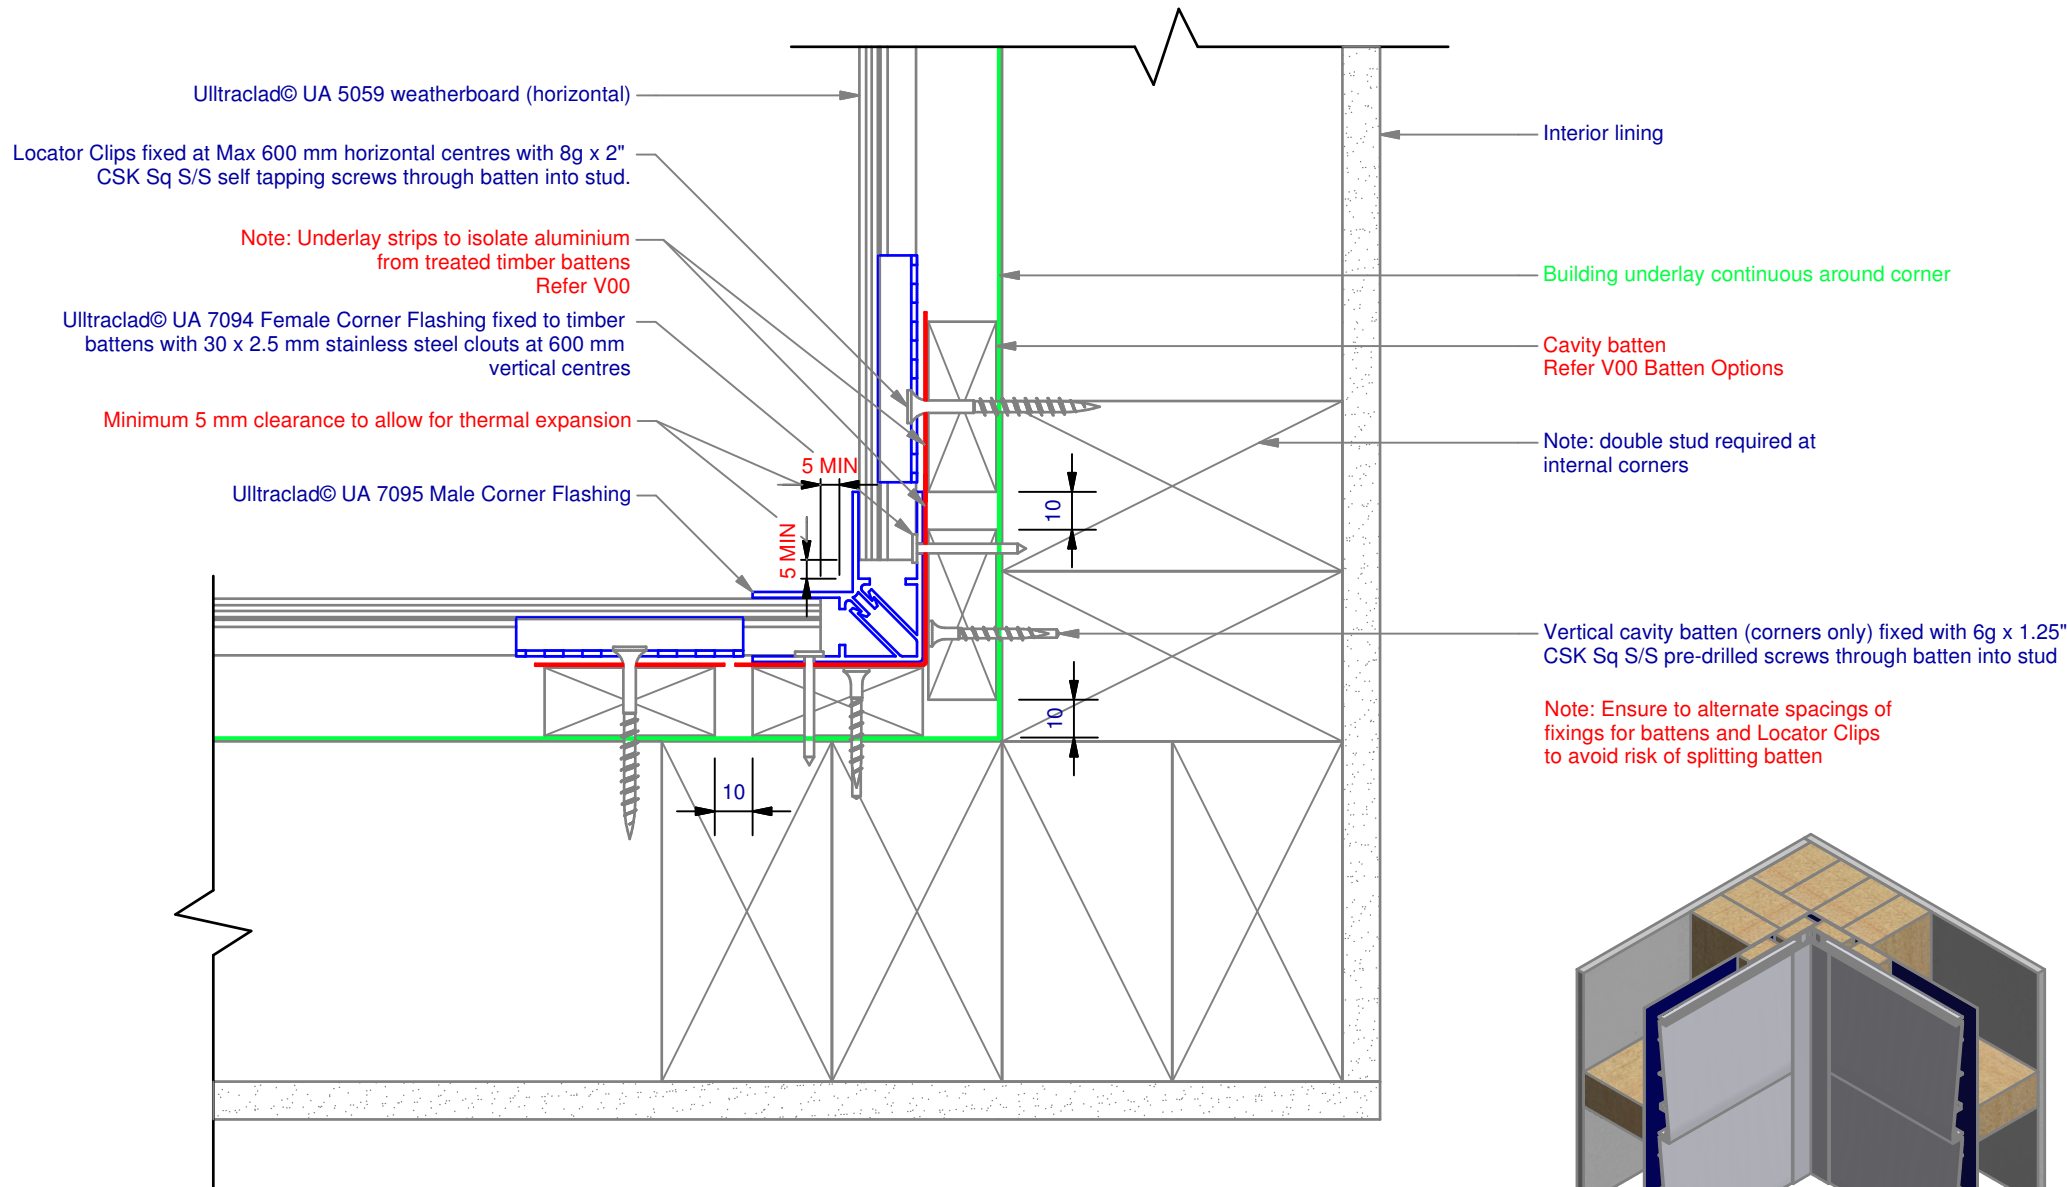 Ulltraclad© UA 5059 weatherboard (horizontal)
Locator Clips fixed at Max 600 mm horizontal centres with 8g x 2"
CSK Sq S/S self tapping screws through batten into stud.
Note: Underlay strips to isolate aluminium
from treated timber battens
Refer V00
Ulltraclad© UA 7094 Female Corner Flashing fixed to timber
battens with 30 x 2.5 mm stainless steel clouts at 600 mm
vertical centres
Minimum 5 mm clearance to allow for thermal expansion
Ulltraclad© UA 7095 Male Corner Flashing
5 MIN
5 MIN
10
10
10
Interior lining
Building underlay continuous around corner
Cavity batten
Refer V00 Batten Options
Note: double stud required at
internal corners
Vertical cavity batten (corners only) fixed with 6g x 1.25"
CSK Sq S/S pre-drilled screws through batten into stud
Note: Ensure to alternate spacings of
fixings for battens and Locator Clips
to avoid risk of splitting batten